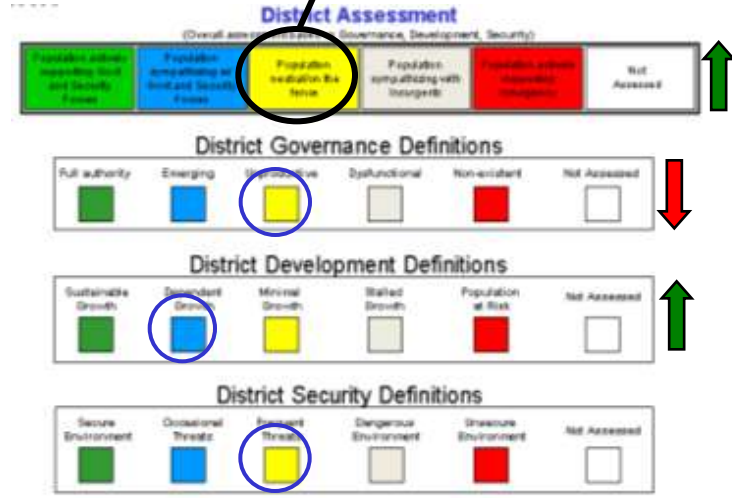 District Assessment
(Overall assessment based on Governance, Development, Security)
Population actively supporting Govt and Security Forces
Population sympathizing with Govt and Security Forces
Population neutral/on the fence
Population sympathizing with Insurgents
Population
Not Assessed
District Governance Definitions
Full authority Emerging Unproductive Dysfunctional Non-existent Not Assessed
District Development Definitions
Sustainable Growth Dependent Growth Minimal Growth Stalled Growth Population at Risk Not Assessed
District Security Definitions
Secure Environment Occasional Threats Frequent Threats Dangerous Environment Unsecure Environment Not Assessed